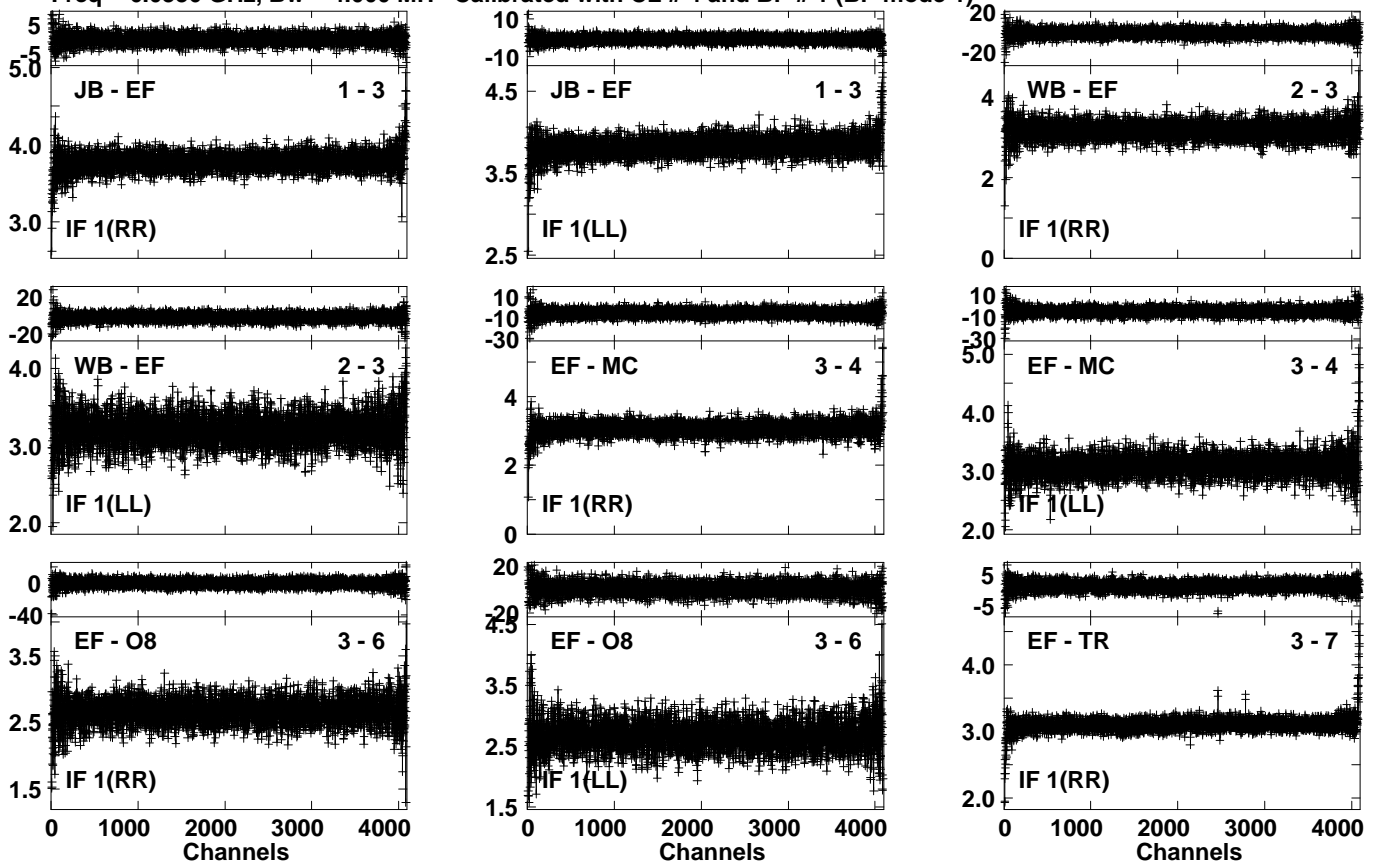 Calibrated with CL # 4 and BP # 1 (BP mode 1)
5
-5
5.0
4.0
3.0
JB - EF 1 - 3
IF 1(RR)
10
-10
4.5
3.5
2.5
JB - EF 1 - 3
IF 1(LL)
20
-20
4
2
0
WB - EF 2 - 3
IF 1(RR)
20
-20
4.0
3.0
2.0
WB - EF 2 - 3
IF 1(LL)
10
-10
-30
4
2
0
EF - MC 3 - 4
IF 1(RR)
10
-10
-30
5.0
4.0
3.0
2.0
EF - MC 3 - 4
IF 1(LL)
0
-40
3.5
2.5
1.5
EF - O8 3 - 6
IF 1(RR)
20
-20
4.5
3.5
2.5
1.5
EF - O8 3 - 6
IF 1(LL)
5
-5
4.0
3.0
2.0
EF - TR 3 - 7
IF 1(RR)
0 1000 2000 3000 4000
Channels
0 1000 2000 3000 4000
Channels
0 1000 2000 3000 4000
Channels